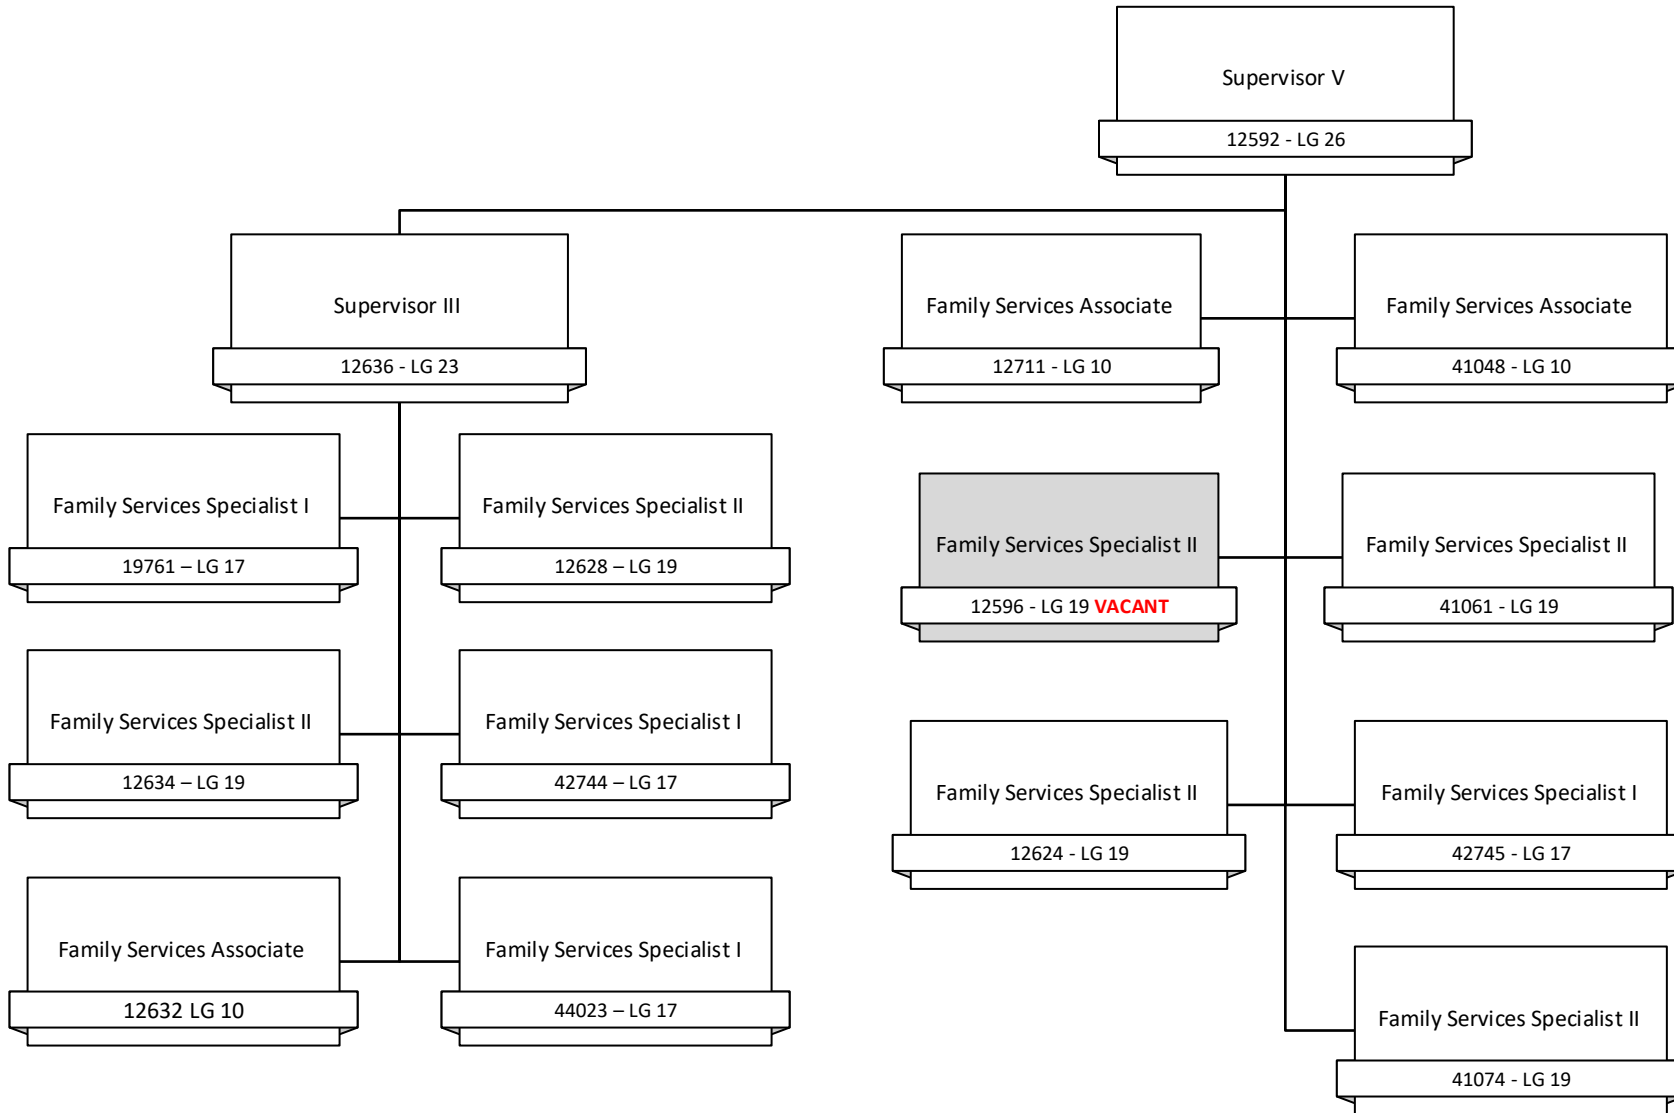 Supervisor V
12592 - LG 26
Supervisor III
12636 - LG 23
Family Services Associate
12711 - LG 10
Family Services Associate
41048 - LG 10
Family Services Specialist I
19761 – LG 17
Family Services Specialist II
12628 – LG 19
Family Services Specialist II
12596 - LG 19 VACANT
Family Services Specialist II
41061 - LG 19
Family Services Specialist II
12634 – LG 19
Family Services Specialist I
42744 – LG 17
Family Services Specialist II
12624 - LG 19
Family Services Specialist I
42745 - LG 17
Family Services Associate
12632 LG 10
Family Services Specialist I
44023 – LG 17
Family Services Specialist II
41074 - LG 19